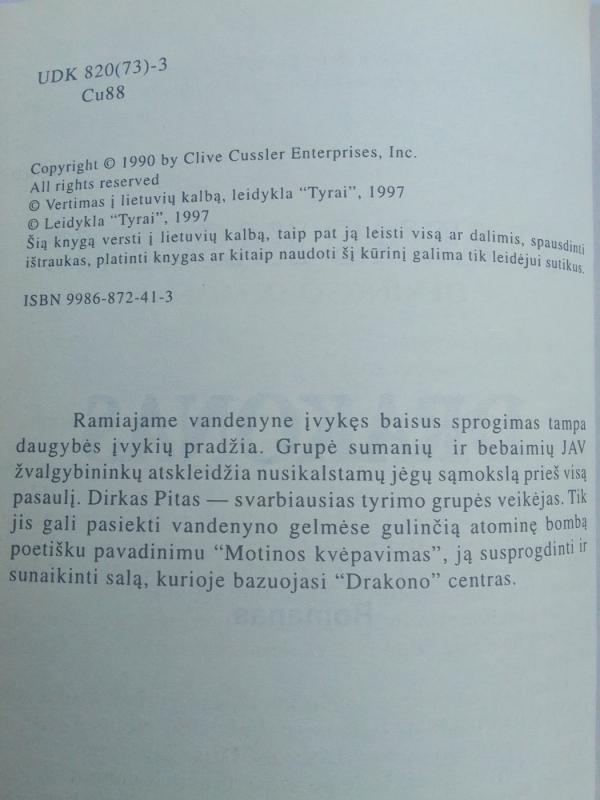 UDK 820(73)-3
Cu88
Copyright © 1990 by Clive Cussler Enterprises, Inc.
All rights reserved
© Vertimas į lietuvių kalbą, leidykla “Tyrai”, 1997
© Leidykla “Tyrai”, 1997
Šią knygą versti į lietuvių kalbą, taip pat ją leisti visą ar dalimis, spausdinti
ištraukas, platinti knygas ar kitaip naudoti šį kūrinį galima tik leidėjui sutikus.
ISBN 9986-872-41-3
Ramiajame vandenyne įvykęs baisus sprogimas tampa
daugybės įvykių pradžia. Grupė sumanių ir bebaimių JAV
žvalgybininkų atskleidžia nusikalstamų jėgų sąmokslą prieš visą
pasaulį. Dirkas Pitas — svarbiausias tyrimo grupės veikėjas. Tik
jis gali pasiekti vandenyno gelmėse gulinčią atominę bombą
poetišku pavadinimu “Motinos kvėpavimas”, ją susprogdinti ir
sunaikinti salą, kurioje bazuojasi “Drakono” centras.
Romanas